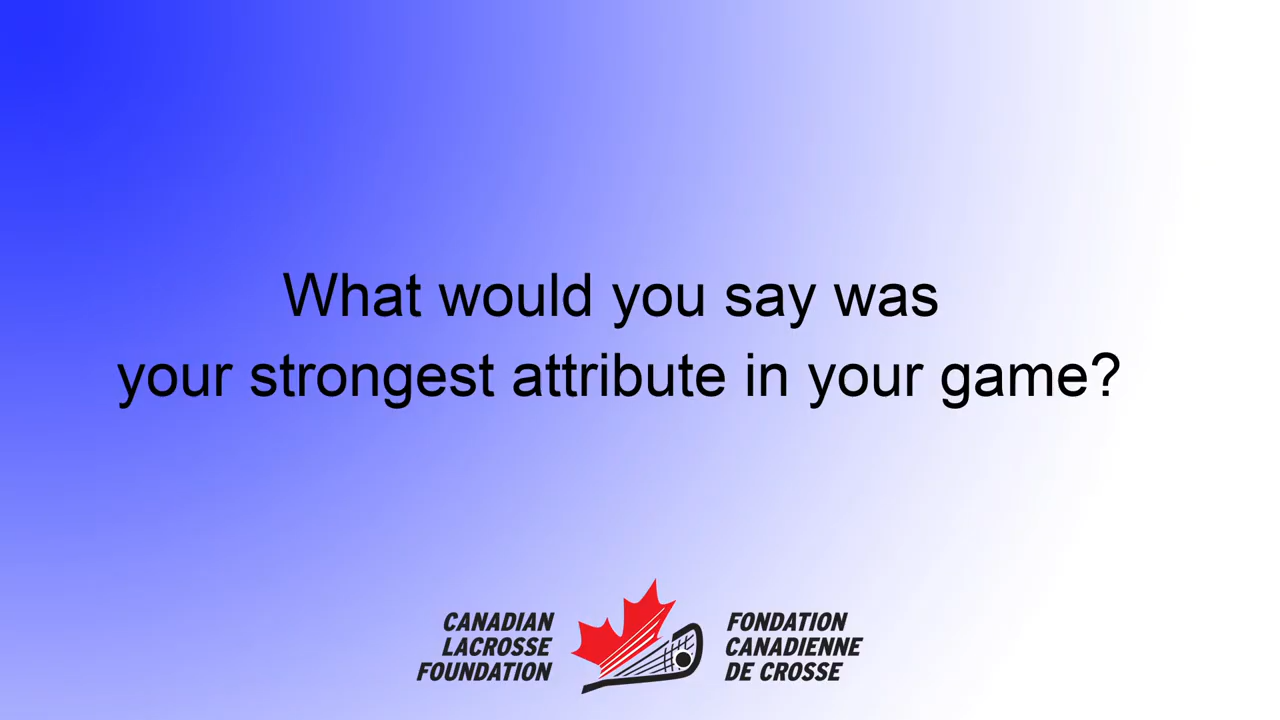 What would you say was
your strongest attribute in your game?
CANADIAN
LACROSSE
FOUNDATION
FONDATION
CANADIENNE
DE CROSSE